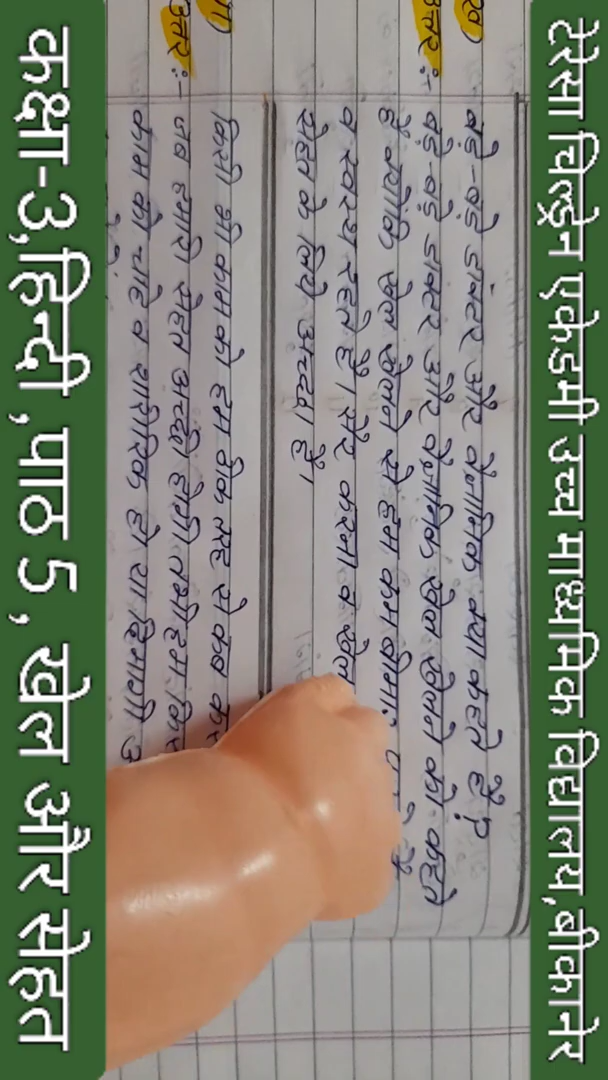 टेरेसा चिल्ड्रेन एकेडमी उच्च माध्यमिक विद्यालय,बीकानेर
ख) बड़े-बड़े डॉक्टर और वैज्ञानिक क्या कहते हैं?
उत्तर:- बड़े-बड़े डाक्टर और वैज्ञानिक खेल खेलने को कहते
है क्योंकि खेल खेलने से हम कम
व स्वस्थ रहते हैं। सैर करना व खेल
सेहत के लिये अच्छा है।
किसी भी काम को हम ठीक तरह से कब कर
उत्तर:- जब हमारी सेहत अच्छी होगी तभी हम
काम को चाहे व शारीरिक हो या दिमागी
कक्षा-3,हिन्दी ,पाठ 5 , खेल और सेहत